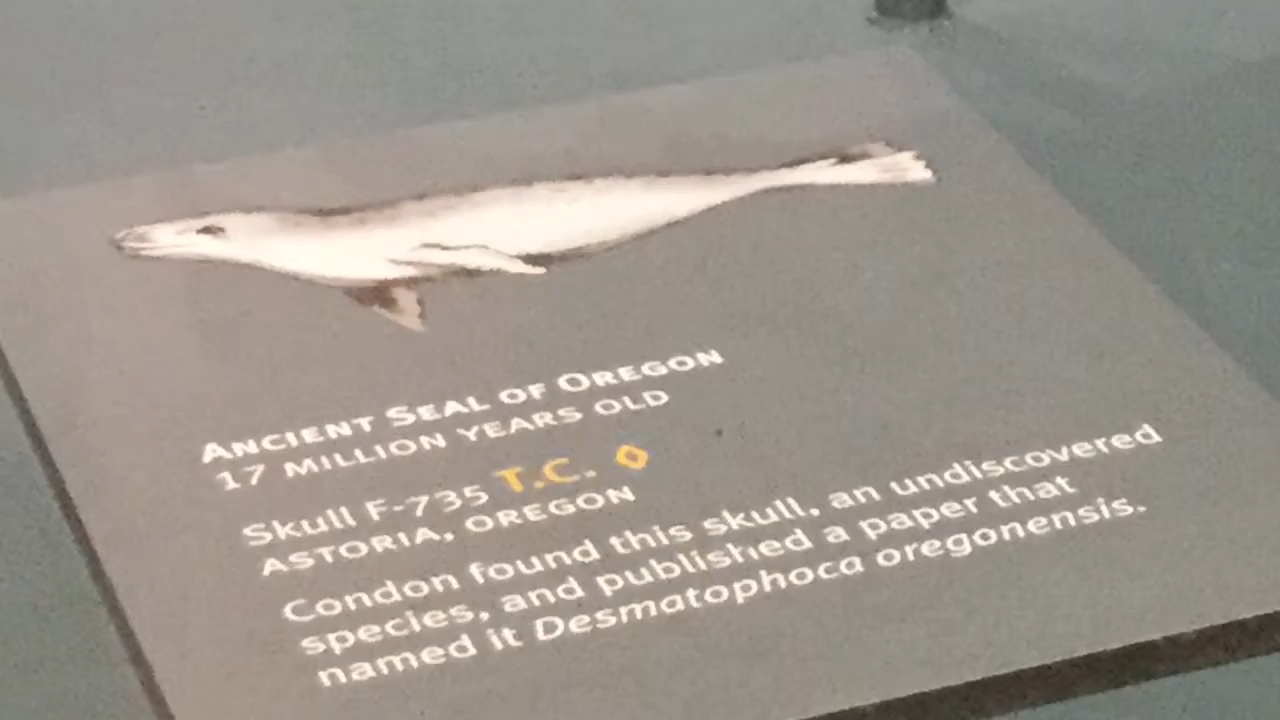 ANCIENT SEAL OF OREGON
17 MILLION YEARS OLD
Skull F-735 T.C.
ASTORIA, OREGON
Condon found this skull, an undiscovered
species, and published a paper that
named it Desmatophoca oregonensis.